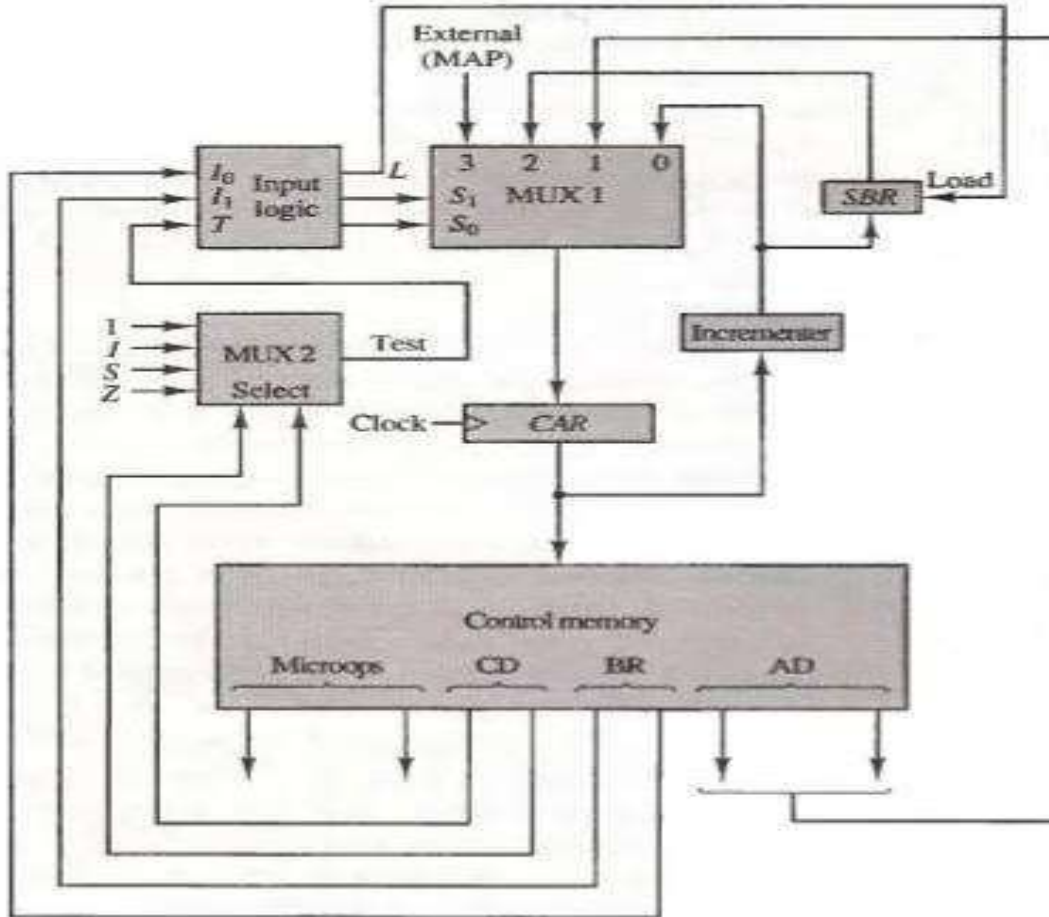 External
(MAP)
I0 Input
I1 logic
T
L
3 2 1 0
S1 MUX 1
S0
SBR
Load
Incrementer
1
I
S
Z
MUX 2
Select
Test
Clock
CAR
Control memory
Microops CD BR AD